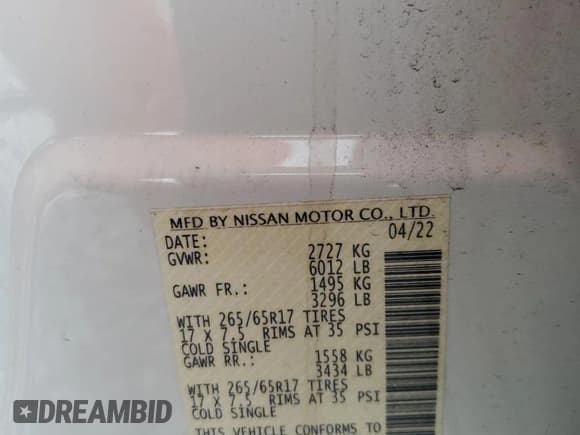 MFD BY NISSAN MOTOR CO., LTD.
DATE: 04/22
GVWR: 2727 KG
6012 LB
GAWR FR.: 1495 KG
3296 LB
WITH 265/65R17 TIRES
17 X 7.5 RIMS AT 35 PSI
COLD SINGLE
GAWR RR.: 1558 KG
3434 LB
WITH 265/65R17 TIRES
17 X 7.5 RIMS AT 35 PSI
COLD SINGLE
THIS VEHICLE CONFORMS TO
DREAMBID